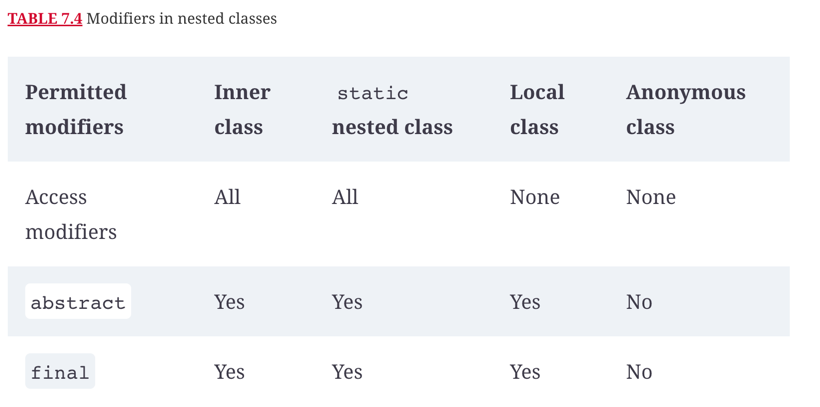 TABLE 7.4 Modifiers in nested classes
Permitted modifiers Inner class static nested class Local class Anonymous class
Access modifiers All All None None
abstract Yes Yes Yes No
final Yes Yes Yes No